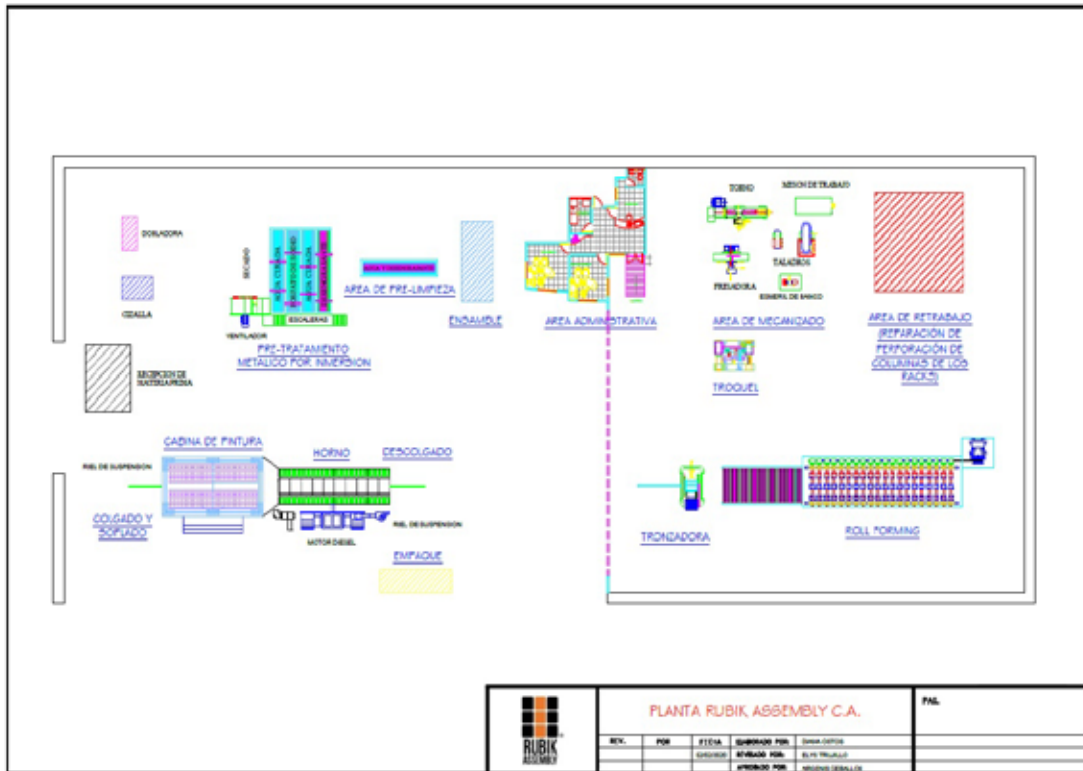 TORNO
MESON DE TRABAJO
DOBLADORA
SECADO
TALADROS
FRESADORA
AREA DE PRE-LIMPIEZA
ESMERIL DE BANCO
CIZALLA
ESCALERAS
ENSAMBLE
AREA ADMINISTRATIVA
AREA DE MECANIZADO
AREA DE RETRABAJO
(REPARACIÓN DE
PERFORACIÓN DE
COLUMNAS DE LOS
RACKS)
VENTILADOR
PRE-TRATAMIENTO
METALICO POR INMERSION
RECEPCION DE
MATERIA PRIMA
TROQUEL
CABINA DE PINTURA
HORNO
DESCOLGADO
RIEL DE SUSPENSION
COLGADO Y
SOPLADO
RIEL DE SUSPENSION
MOTOR DIESEL
TRONZADORA
ROLL FORMING
EMPAQUE
RUBIK
ASSEMBLY
PLANTA RUBIK ASSEMBLY C.A.
REV. POR FECHA ELABORADO POR:
REVISADO POR: ELYS TRUJILLO
APROBADO POR: